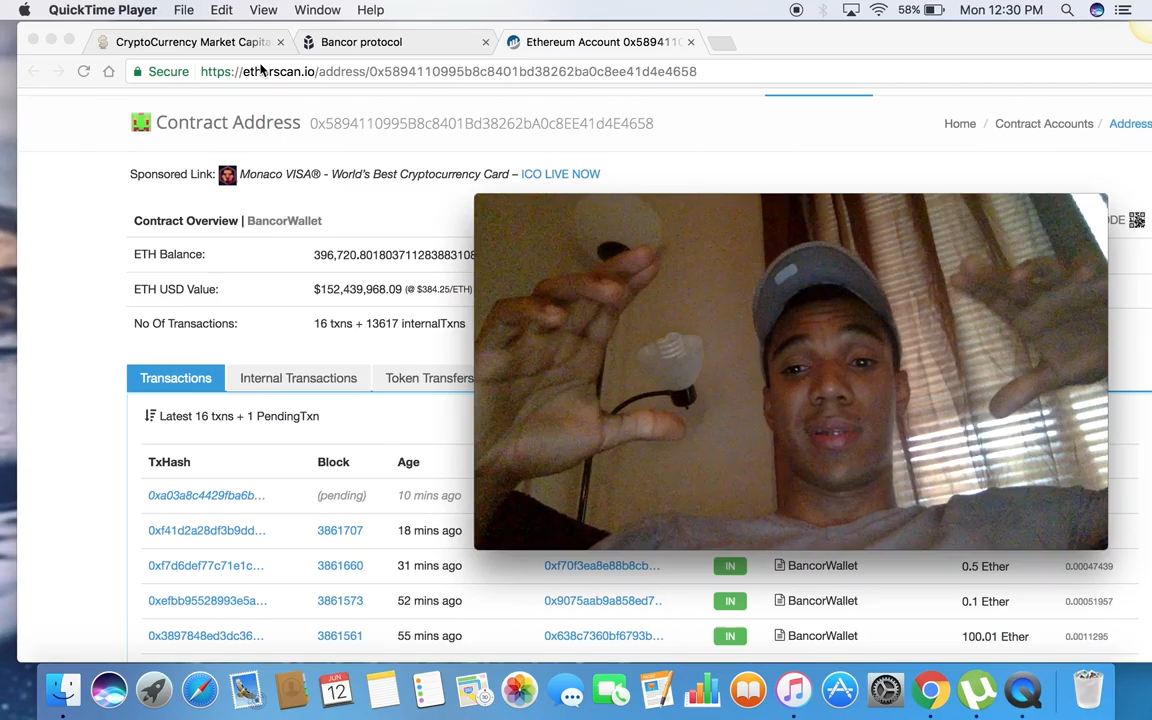 QuickTime Player File Edit View Window Help 58% Mon 12:30 PM
CryptoCurrency Market Capita Bancor protocol Ethereum Account 0x589411
Secure https://etherscan.io/address/0x5894110995b8c8401bd38262ba0c8ee41d4e4658
Contract Address 0x5894110995B8c8401Bd38262bA0c8EE41d4E4658 Home / Contract Accounts / Address
Sponsored Link: Monaco VISA® - World's Best Cryptocurrency Card – ICO LIVE NOW
Contract Overview | BancorWallet
ETH Balance: 396,720.801803711283883108
ETH USD Value: $152,439,968.09 (@ $384.25/ETH)
No Of Transactions: 16 txns + 13617 internalTxns
Transactions Internal Transactions Token Transfers
Latest 16 txns + 1 PendingTxn
TxHash Block Age
0xa03a8c4429fba6b... (pending) 10 mins ago
0xf41d2a28df3b9dd... 3861707 18 mins ago
0xf7d6def77c71e1c... 3861660 31 mins ago 0xf70f3ea8e88b8cb... IN BancorWallet 0.5 Ether 0.00047439
0xefbb95528993e5a... 3861573 52 mins ago 0x9075aab9a858ed7.. IN BancorWallet 0.1 Ether 0.00051957
0x3897848ed3dc36... 3861561 55 mins ago 0x638c7360bf6793b... IN BancorWallet 100.01 Ether 0.0011295
JUN
12